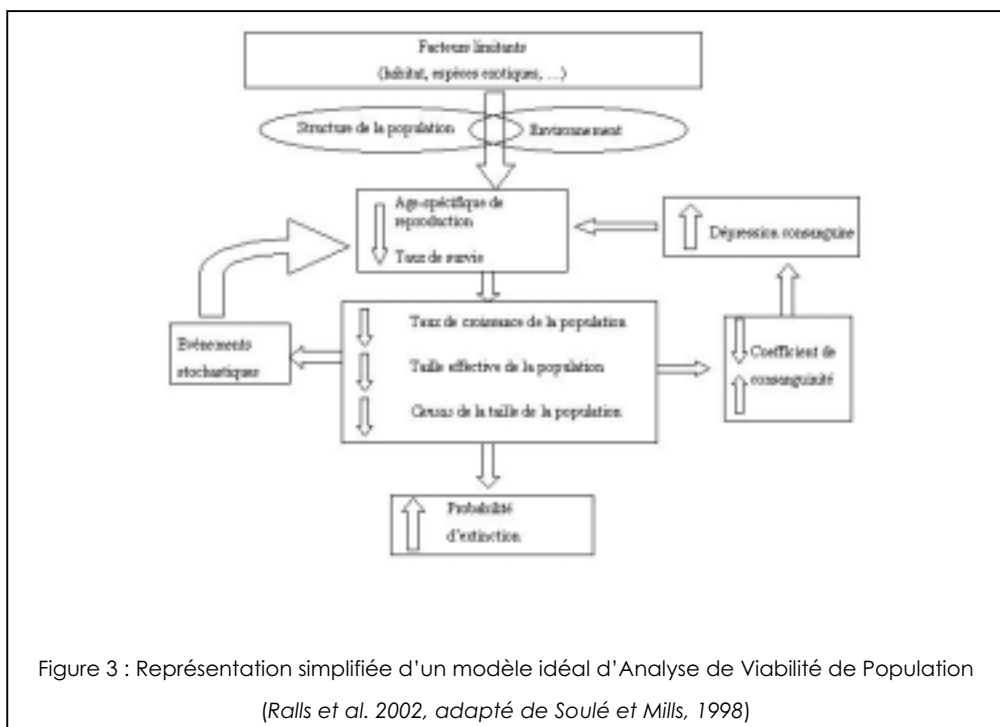 Facteurs limitants
(habitat, espèces exotiques, ...)
Structure de la population
Environnement
Age-spécifique de
reproduction
Taux de survie
Dépression consanguine
Evénements
stochastiques
Taux de croissance de la population
Taille effective de la population
Census de la taille de la population
Coefficient de
consanguinité
Probabilité
d'extinction
Figure 3 : Représentation simplifiée d'un modèle idéal d'Analyse de Viabilité de Population
(Ralls et al. 2002, adapté de Soulé et Mills, 1998)